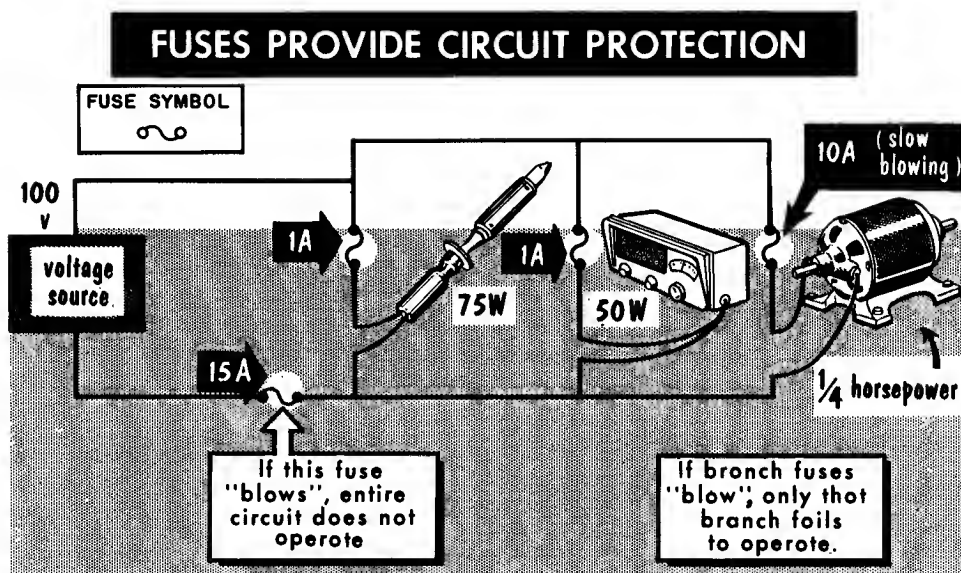 FUSES PROVIDE CIRCUIT PROTECTION
FUSE SYMBOL
100
v
voltage
source
1A
75W
1A
50W
10A (slow
blowing)
15A
1/4 horsepower
If this fuse
"blows", entire
circuit does not
operote
If bronch fuses
"blow", only thot
branch foils
to operote.